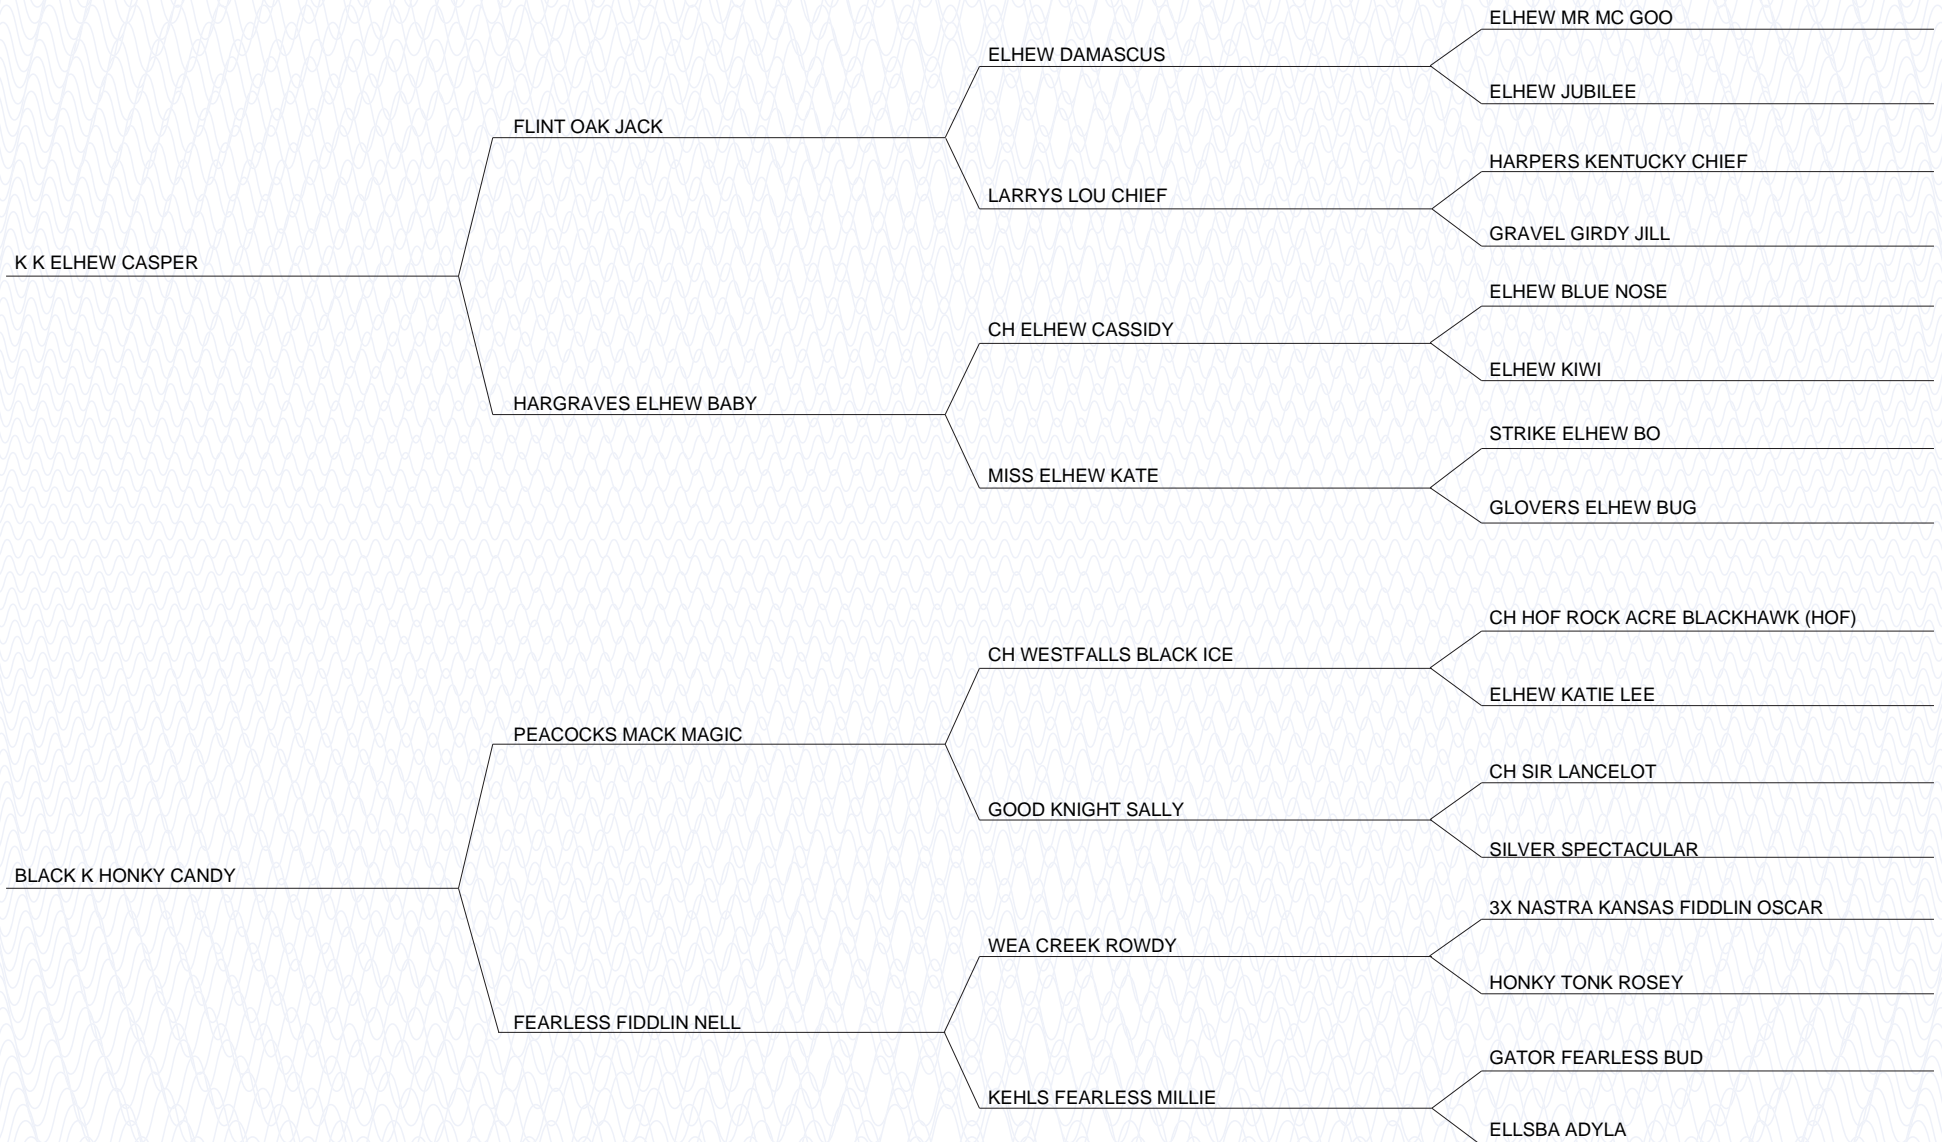 ELHEW MR MC GOO
ELHEW DAMASCUS
ELHEW JUBILEE
FLINT OAK JACK
HARPERS KENTUCKY CHIEF
LARRYS LOU CHIEF
GRAVEL GIRDY JILL
K K ELHEW CASPER
ELHEW BLUE NOSE
CH ELHEW CASSIDY
ELHEW KIWI
HARGRAVES ELHEW BABY
STRIKE ELHEW BO
MISS ELHEW KATE
GLOVERS ELHEW BUG
CH HOF ROCK ACRE BLACKHAWK (HOF)
CH WESTFALLS BLACK ICE
ELHEW KATIE LEE
PEACOCKS MACK MAGIC
CH SIR LANCELOT
GOOD KNIGHT SALLY
SILVER SPECTACULAR
BLACK K HONKY CANDY
3X NASTRA KANSAS FIDDLIN OSCAR
WEA CREEK ROWDY
HONKY TONK ROSEY
FEARLESS FIDDLIN NELL
GATOR FEARLESS BUD
KEHLS FEARLESS MILLIE
ELLSBA ADYLA